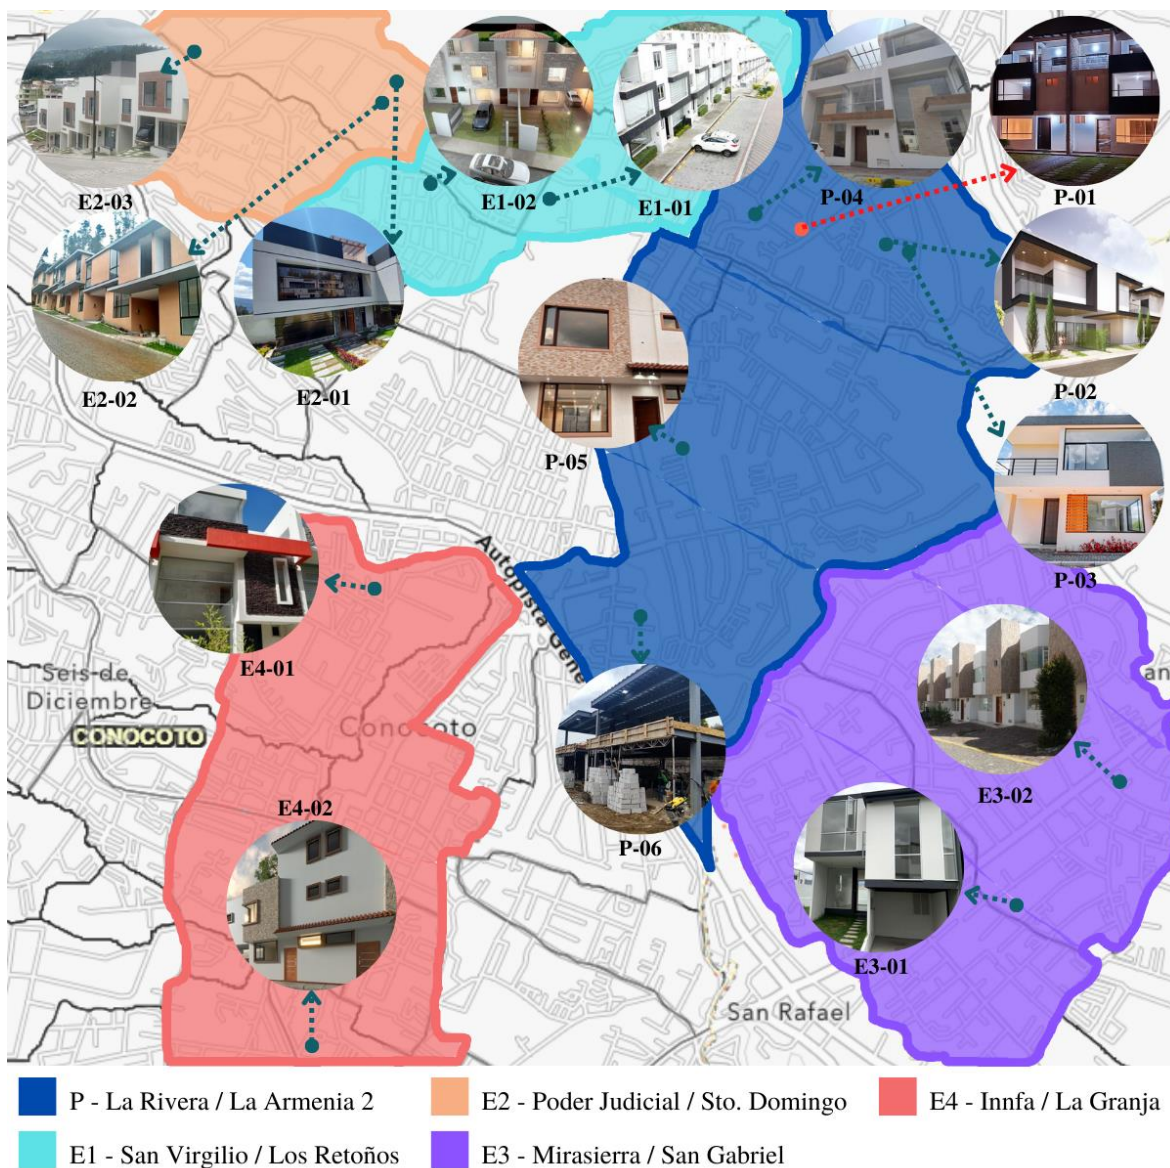 E2-03
E1-02
E1-01
P-04
P-01
E2-02
E2-01
P-02
P-05
P-03
Autopista Gene
E4-01
Seis de
Diciembre
CONOCOTO
Conocoto
E4-02
E3-02
P-06
E3-01
San Rafael
P - La Rivera / La Armenia 2
E2 - Poder Judicial / Sto. Domingo
E4 - Innfa / La Granja
E1 - San Virgilio / Los Retoños
E3 - Mirasierra / San Gabriel